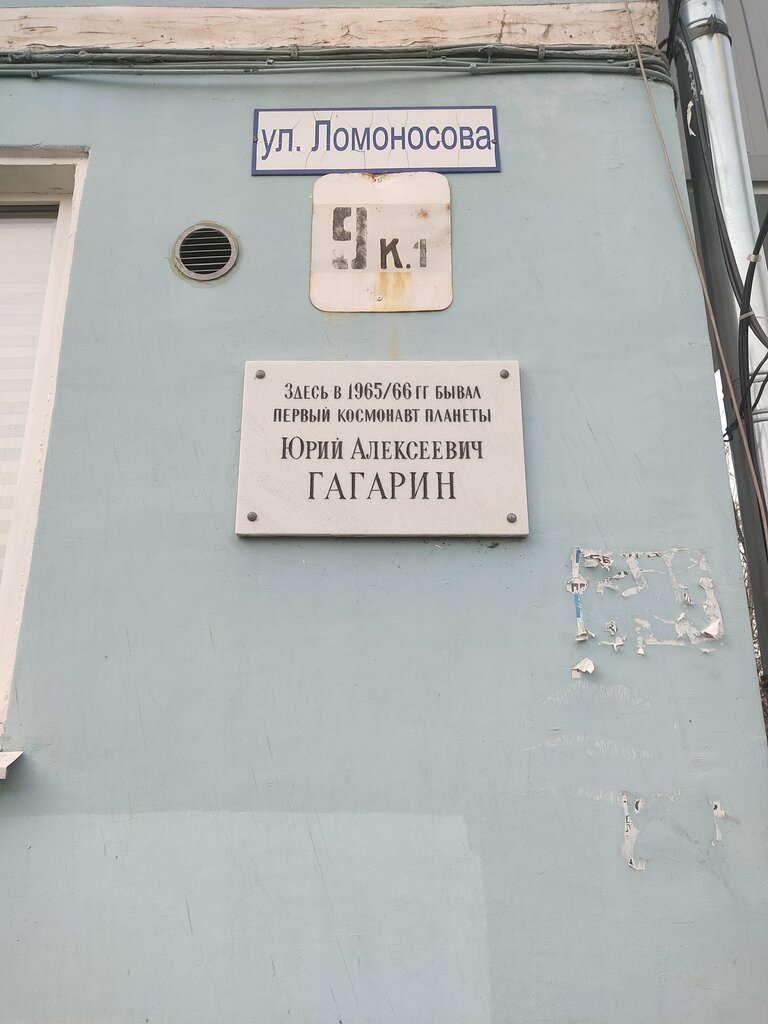 ул. Ломоносова
9 к.1
Здесь в 1965/66 гг бывал
первый космонавт планеты
Юрий Алексеевич
ГАГАРИН